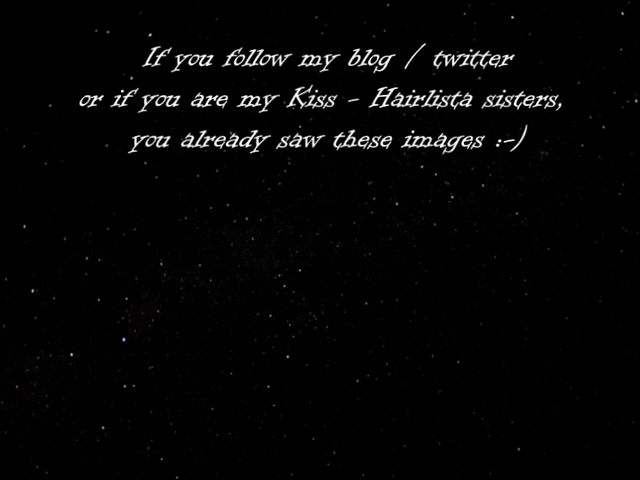 If you follow my blog / twitter
or if you are my Kiss - Hairlista sisters,
you already saw these images :-)